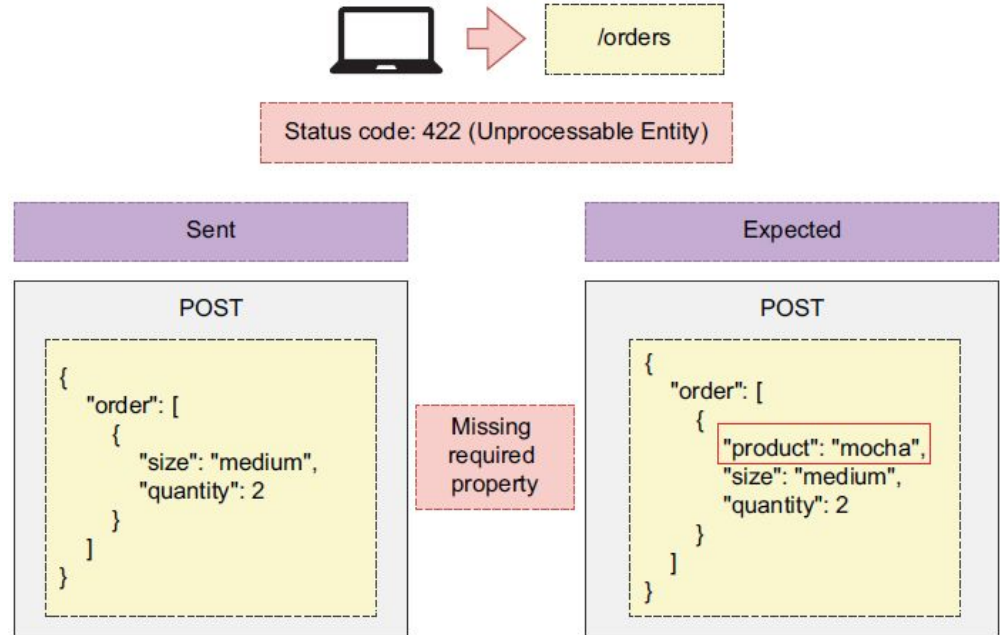 /orders
Status code: 422 (Unprocessable Entity)
Sent
Expected
POST
{
"order": [
{
"size": "medium",
"quantity": 2
}
]
}
Missing
required
property
POST
{
"order": [
{
"product": "mocha",
"size": "medium",
"quantity": 2
}
]
}